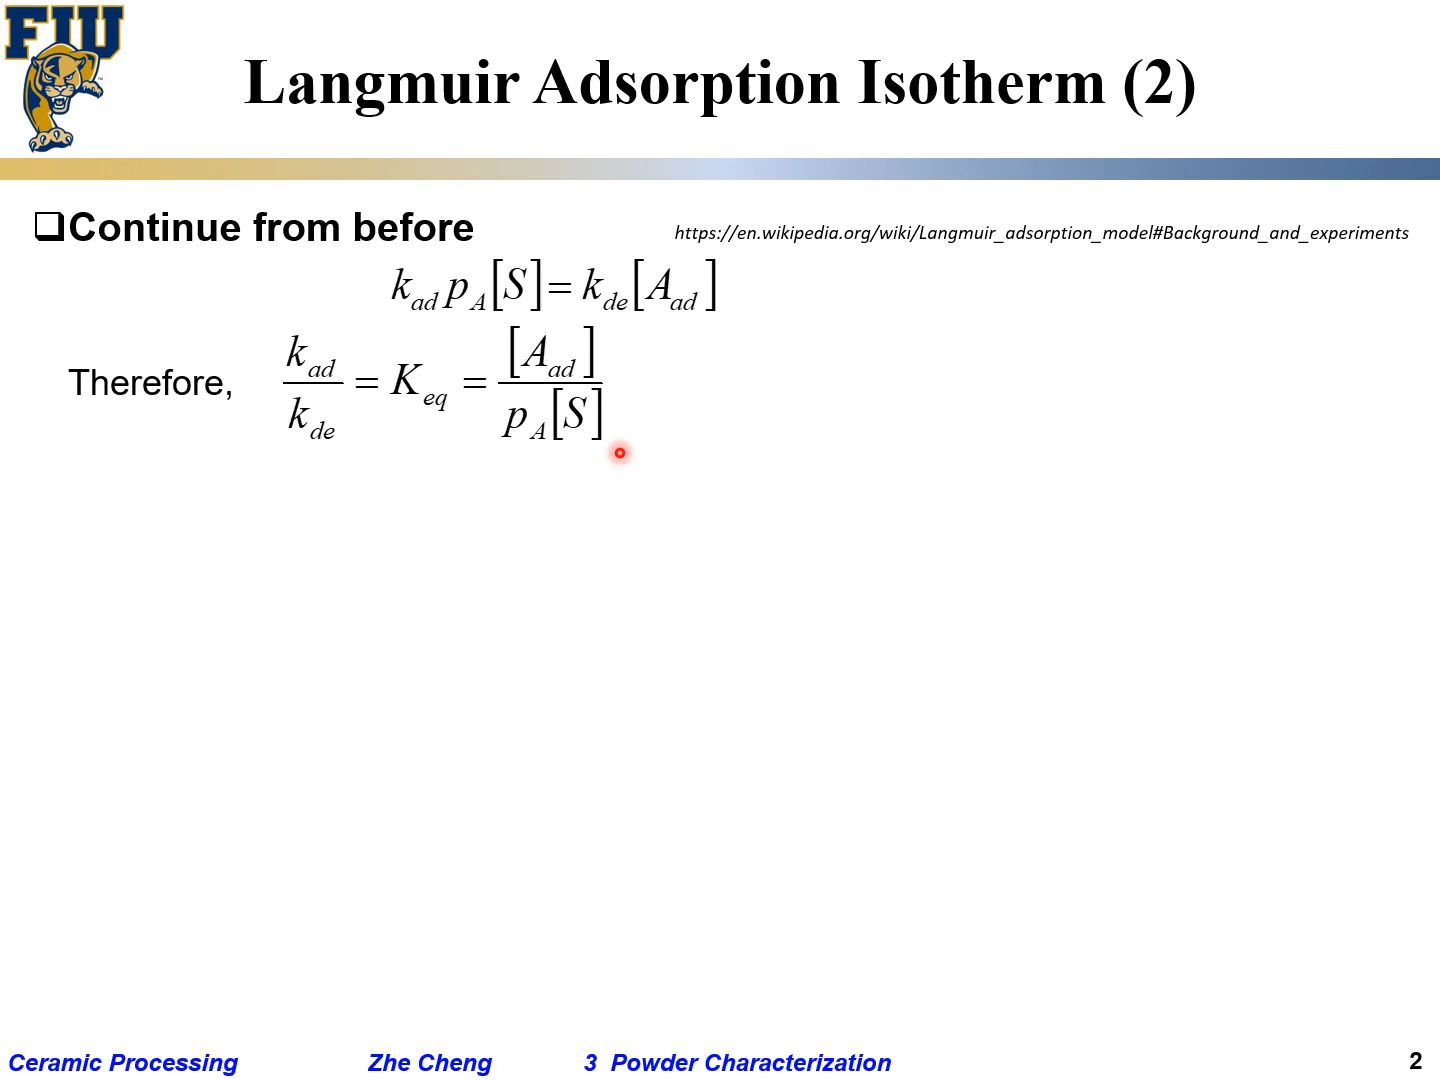 FIU
Langmuir Adsorption Isotherm (2)
❑Continue from before
https://en.wikipedia.org/wiki/Langmuir_adsorption_model#Background_and_experiments
k_ad p_A [S] = k_de [A_ad]
Therefore, k_ad / k_de = K_eq = [A_ad] / p_A [S]
Ceramic Processing Zhe Cheng 3 Powder Characterization 2